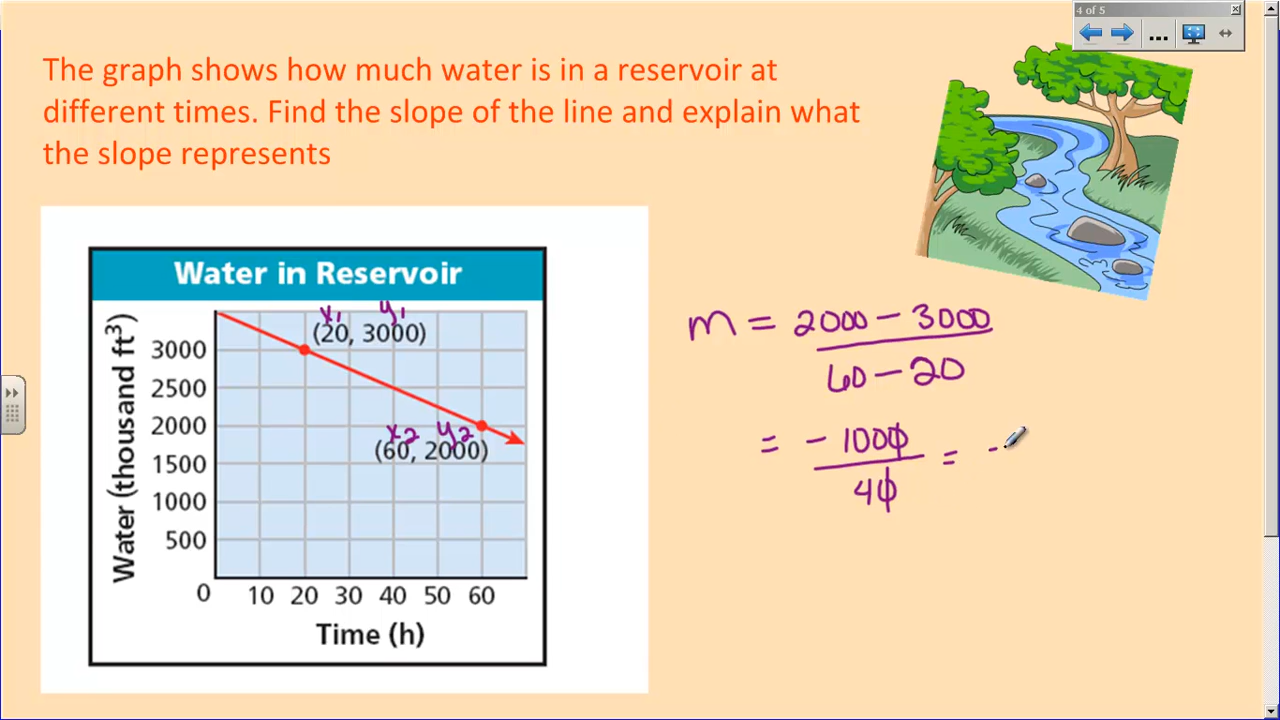 4 of 5
The graph shows how much water is in a reservoir at
different times. Find the slope of the line and explain what
the slope represents
Water in Reservoir
Water (thousand ft³)
3000
2500
2000
1500
1000
500
0
10 20 30 40 50 60
Time (h)
x₁ y₁
(20, 3000)
x₂ y₂
(60, 2000)
m = 2000 − 3000
60 − 20
= − 1000 = -
40